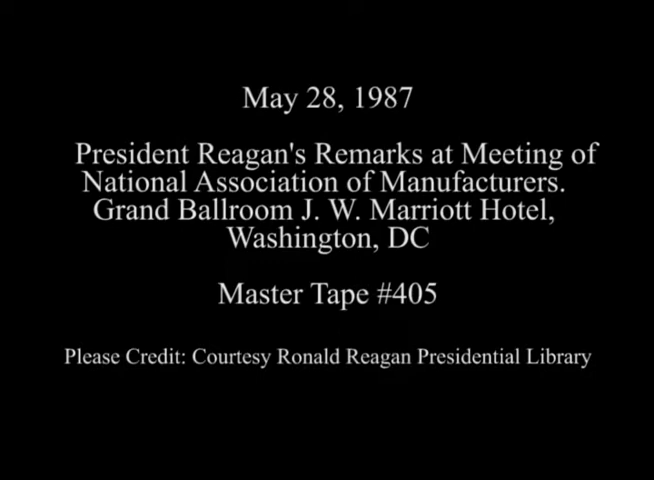 May 28, 1987
President Reagan's Remarks at Meeting of
National Association of Manufacturers.
Grand Ballroom J. W. Marriott Hotel,
Washington, DC
Master Tape #405
Please Credit: Courtesy Ronald Reagan Presidential Library